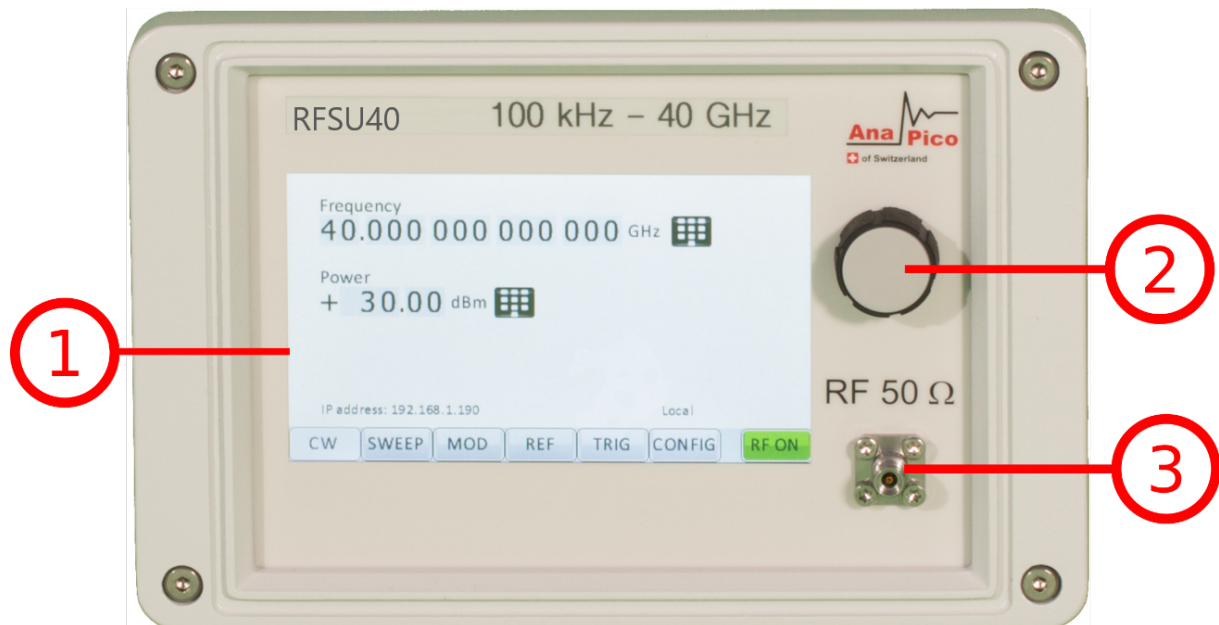 RFSU40 100 kHz – 40 GHz
Ana Pico
of Switzerland
Frequency
40.000 000 000 000 GHz
Power
+ 30.00 dBm
IP address: 192.168.1.190 Local
CW SWEEP MOD REF TRIG CONFIG RF ON
RF 50 Ω
1
2
3